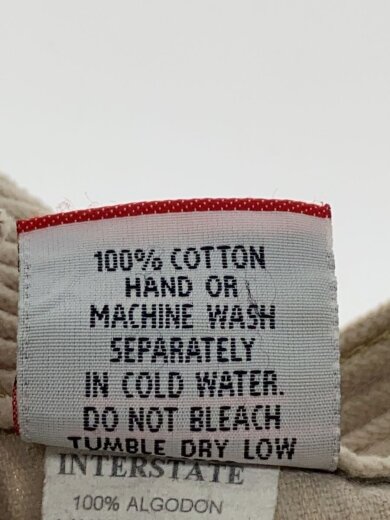 100% COTTON
HAND OR
MACHINE WASH
SEPARATELY
IN COLD WATER.
DO NOT BLEACH
TUMBLE DRY LOW
INTERSTATE
100% ALGODON